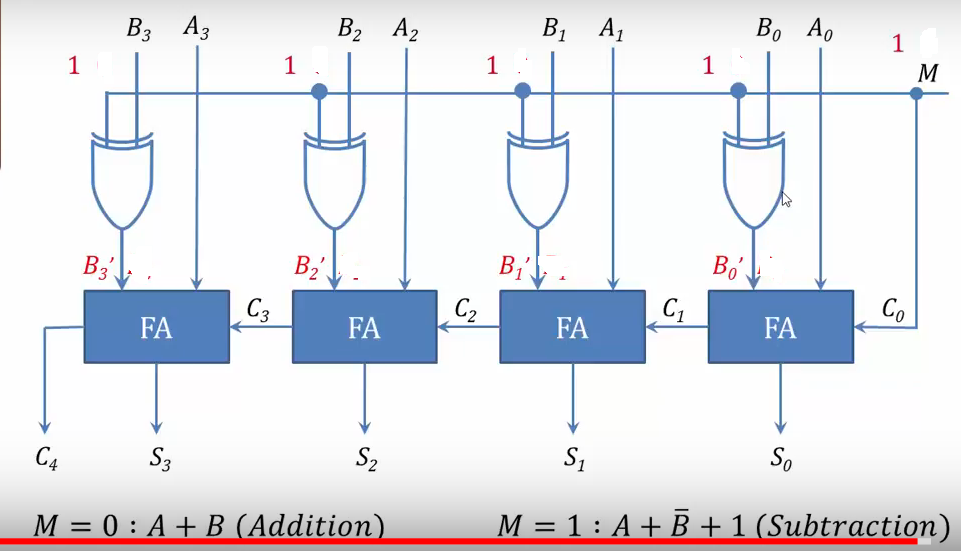 B₃ A₃ B₂ A₂ B₁ A₁ B₀ A₀ 1
1 1 1 1 M
B₃’ B₂’ B₁’ B₀’
FA C₃ FA C₂ FA C₁ FA C₀
C₄ S₃ S₂ S₁ S₀
M = 0 : A + B (Addition) M = 1 : A + B̄ + 1 (Subtraction)